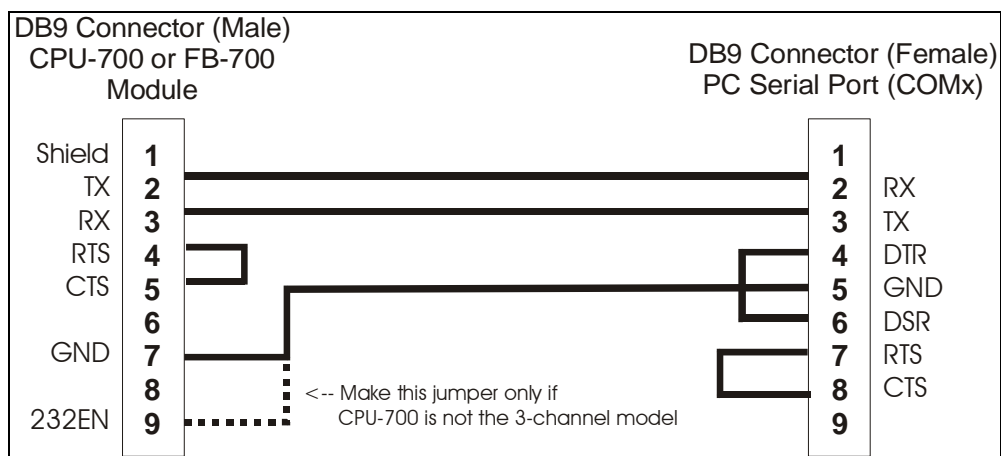 DB9 Connector (Male)
CPU-700 or FB-700
Module
DB9 Connector (Female)
PC Serial Port (COMx)
Shield 1
TX 2
RX 3
RTS 4
CTS 5
6
GND 7
8
232EN 9
<-- Make this jumper only if
CPU-700 is not the 3-channel model
1
2 RX
3 TX
4 DTR
5 GND
6 DSR
7 RTS
8 CTS
9